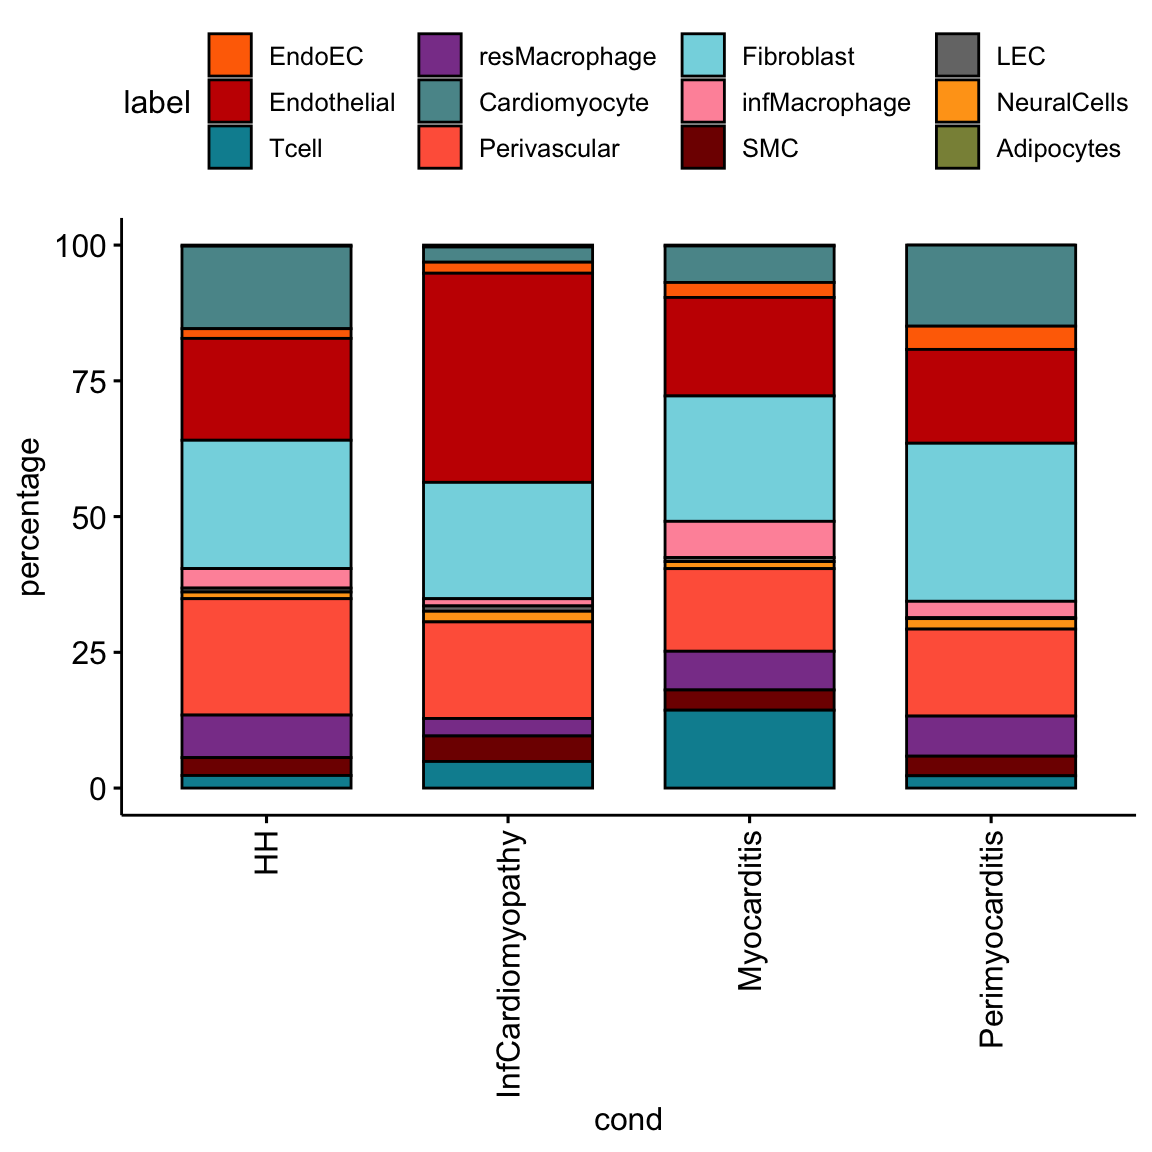 label
EndoEC
resMacrophage
Fibroblast
LEC
Endothelial
Cardiomyocyte
infMacrophage
NeuralCells
Tcell
Perivascular
SMC
Adipocytes
percentage
100
75
50
25
0
HH
InfCardiomyopathy
Myocarditis
Perimyocarditis
cond